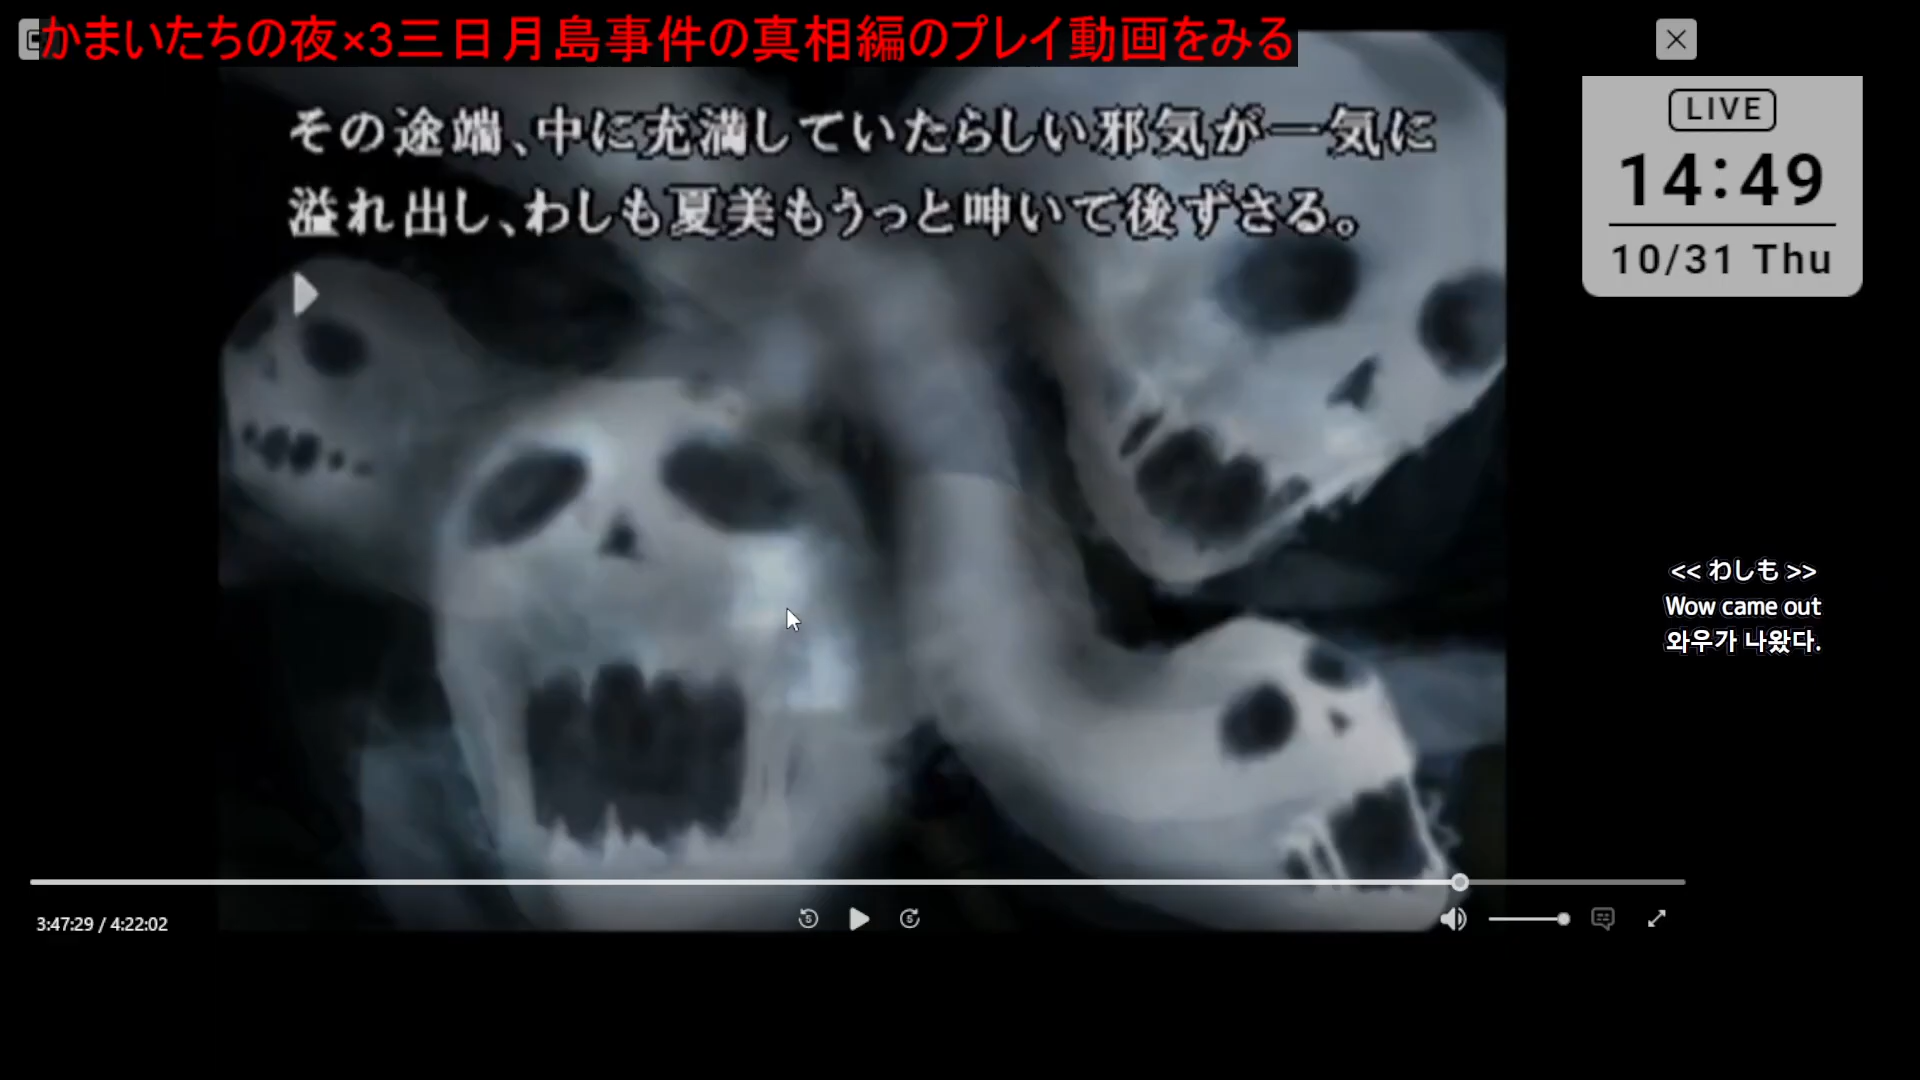 かまいたちの夜×3三日月島事件の真相編のプレイ動画をみる
その途端、中に充満していたらしい邪気が一気に
溢れ出し、わしも夏美もうっと呻いて後ずさる。
LIVE
14:49
10/31 Thu
<< わしも >>
Wow came out
와우가 나왔다.
3:47:29 / 4:22:02
5
5